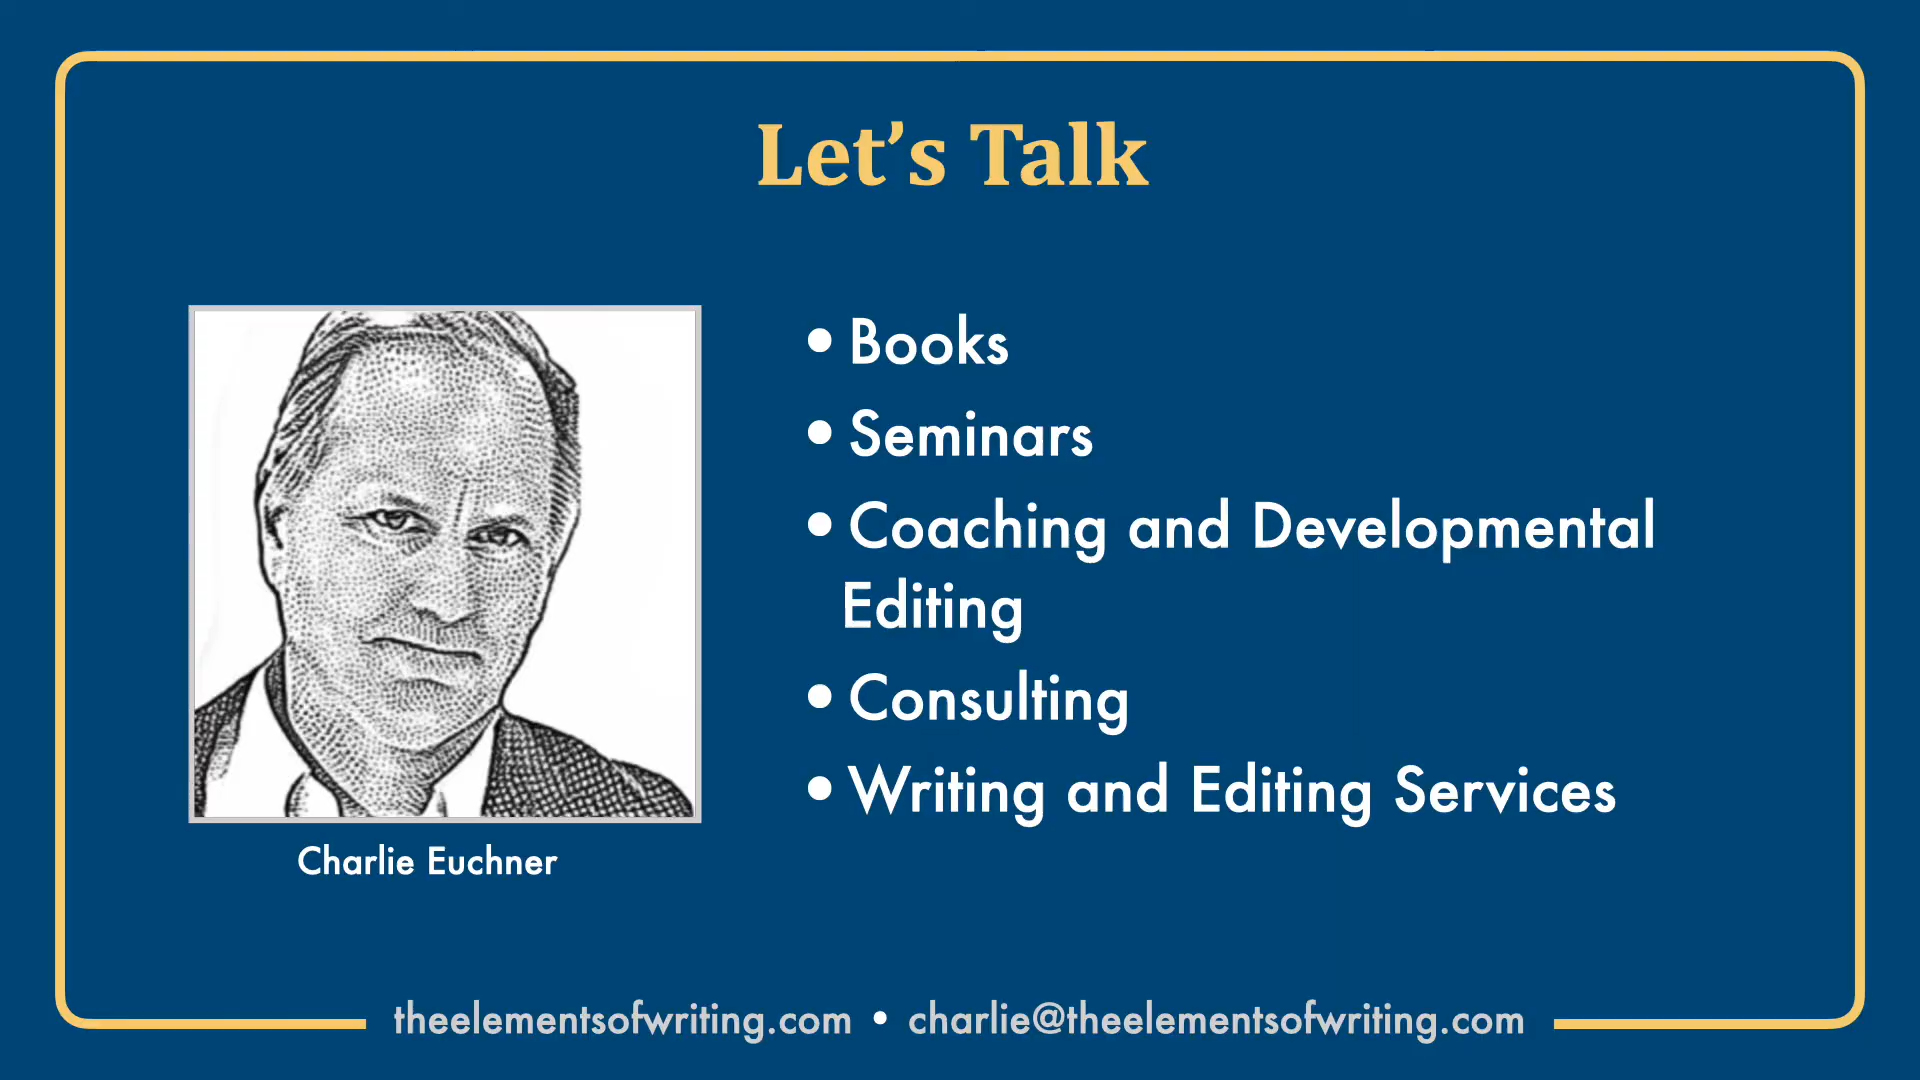 Let’s Talk
• Books
• Seminars
• Coaching and Developmental
Editing
• Consulting
• Writing and Editing Services
Charlie Euchner
theelementsofwriting.com • charlie@theelementsofwriting.com